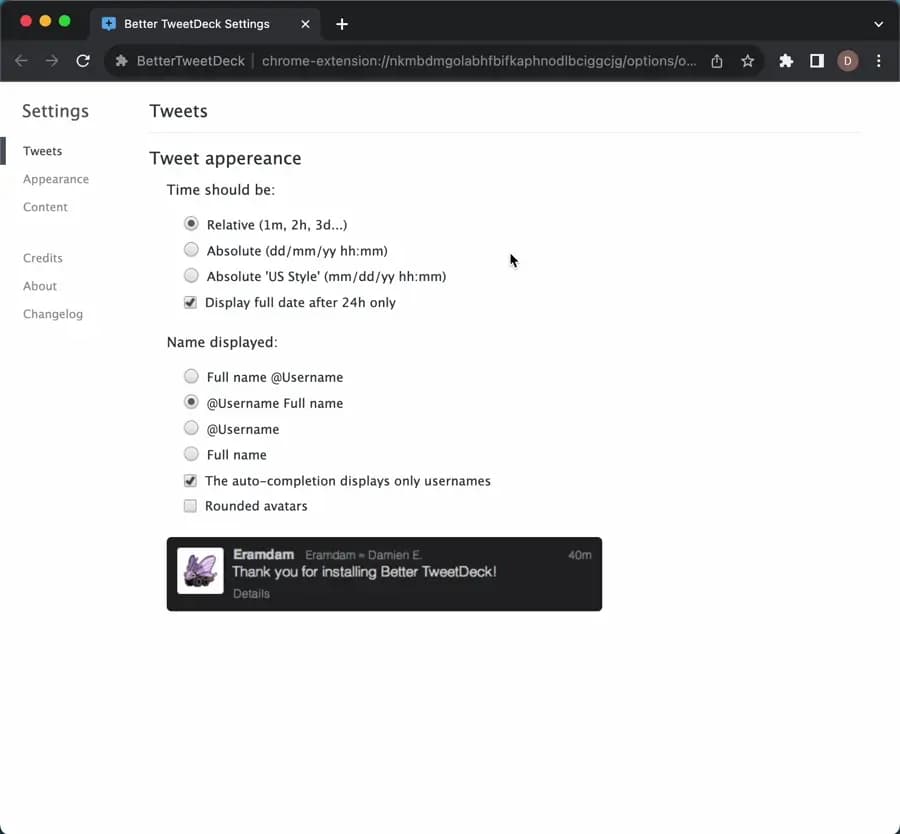 Better TweetDeck Settings
BetterTweetDeck | chrome-extension://nkmbdmgolabhfbifkaphnodlbciggcjg/options/o...
D
Settings
Tweets
Appearance
Content
Credits
About
Changelog
Tweets
Tweet appereance
Time should be:
Relative (1m, 2h, 3d...)
Absolute (dd/mm/yy hh:mm)
Absolute 'US Style' (mm/dd/yy hh:mm)
Display full date after 24h only
Name displayed:
Full name @Username
@Username Full name
@Username
Full name
The auto-completion displays only usernames
Rounded avatars
Eramdam Eramdam ≈ Damien E. 40m
Thank you for installing Better TweetDeck!
Details